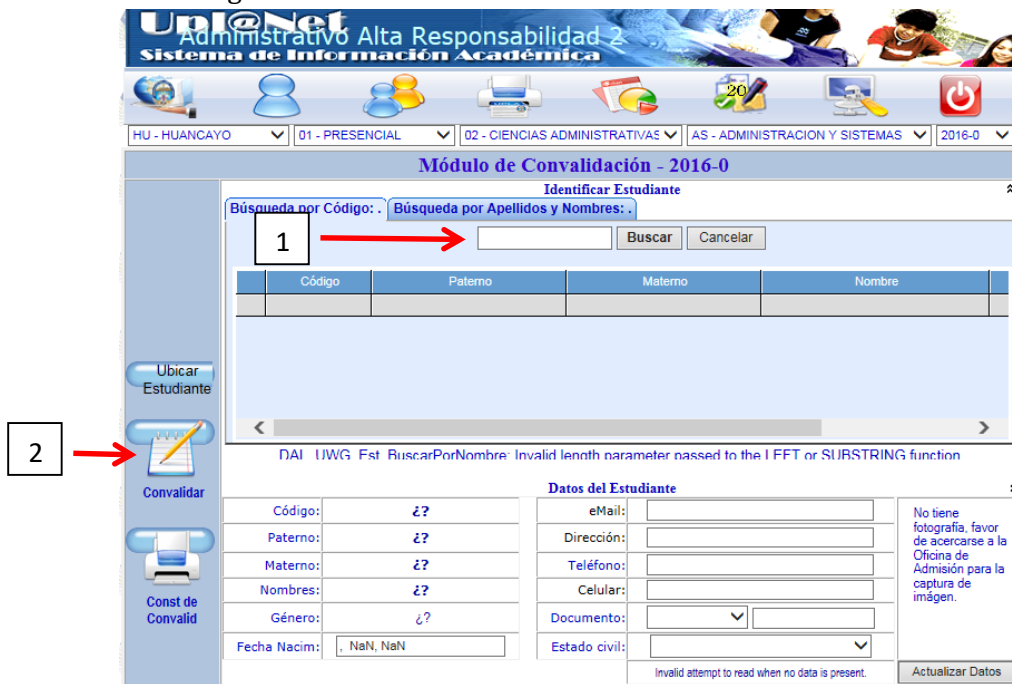 Upl@Net
Administrativo Alta Responsabilidad 2
Sistema de Información Académica
20
HU - HUANCAYO 01 - PRESENCIAL 02 - CIENCIAS ADMINISTRATIVAS AS - ADMINISTRACION Y SISTEMAS 2016-0
Módulo de Convalidación - 2016-0
Identificar Estudiante
Búsqueda por Código: . Búsqueda por Apellidos y Nombres: .
1 Buscar Cancelar
Código Paterno Materno Nombre
Ubicar
Estudiante
2
Convalidar
DAL_UWG_Est_BuscarPorNombre: Invalid length parameter passed to the LEFT or SUBSTRING function
Datos del Estudiante
Código: ¿? eMail:
Paterno: ¿? Dirección:
Materno: ¿? Teléfono:
Nombres: ¿? Celular:
Género: ¿? Documento:
Fecha Nacim: , NaN, NaN Estado civil:
No tiene
fotografía, favor
de acercarse a la
Oficina de
Admisión para la
captura de
imágen.
Const de
Convalid
Invalid attempt to read when no data is present. Actualizar Datos